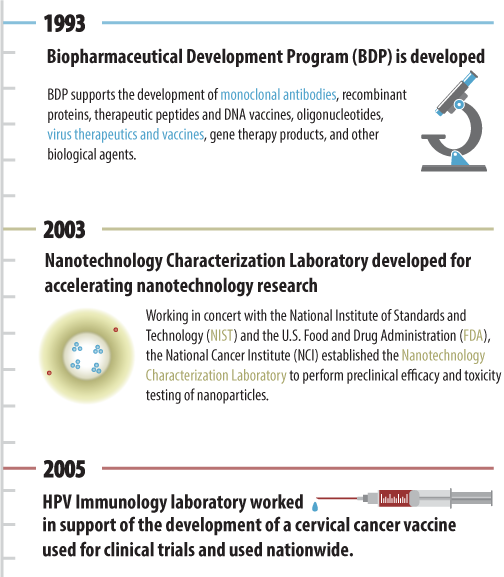 1993
Biopharmaceutical Development Program (BDP) is developed
BDP supports the development of monoclonal antibodies, recombinant
proteins, therapeutic peptides and DNA vaccines, oligonucleotides,
virus therapeutics and vaccines, gene therapy products, and other
biological agents.
2003
Nanotechnology Characterization Laboratory developed for
accelerating nanotechnology research
Working in concert with the National Institute of Standards and
Technology (NIST) and the U.S. Food and Drug Administration (FDA),
the National Cancer Institute (NCI) established the Nanotechnology
Characterization Laboratory to perform preclinical efficacy and toxicity
testing of nanoparticles.
2005
HPV Immunology laboratory worked
in support of the development of a cervical cancer vaccine
used for clinical trials and used nationwide.